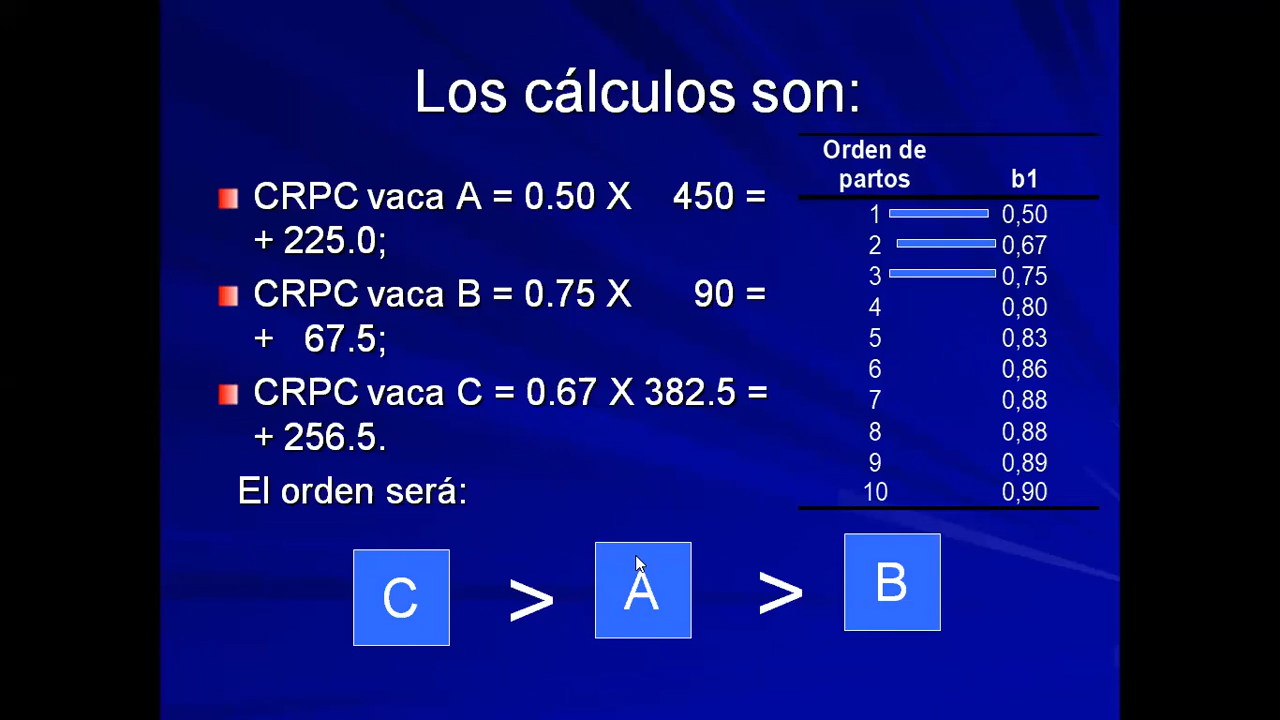 Los cálculos son:
CRPC vaca A = 0.50 X 450 =
+ 225.0;
CRPC vaca B = 0.75 X 90 =
+ 67.5;
CRPC vaca C = 0.67 X 382.5 =
+ 256.5.
El orden será:
Orden de
partos b1
1 0,50
2 0,67
3 0,75
4 0,80
5 0,83
6 0,86
7 0,88
8 0,88
9 0,89
10 0,90
C > A > B